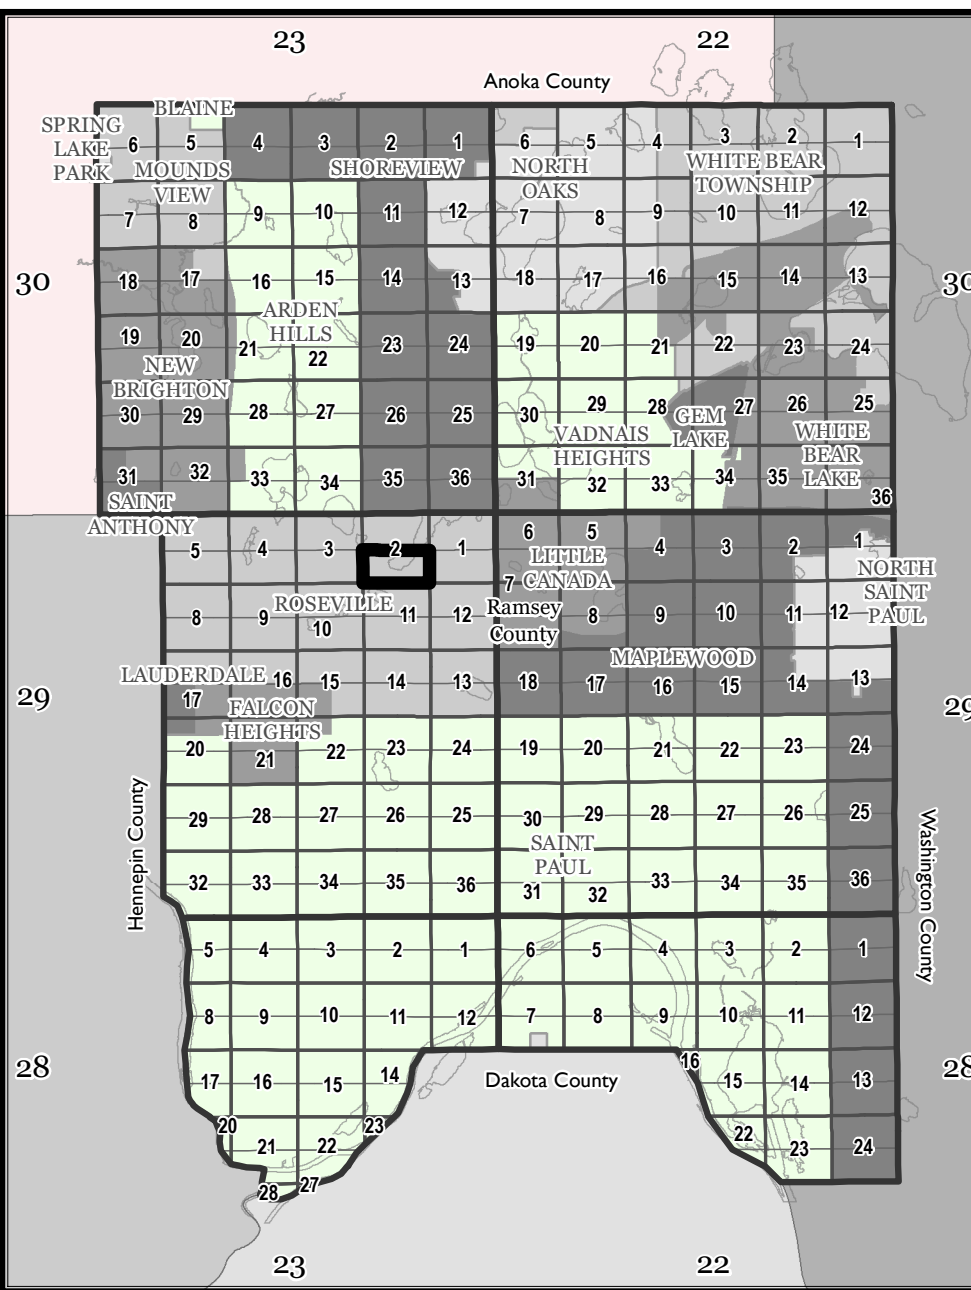 23 22
Anoka County
BLAINE
SPRING
LAKE
PARK
6 5 4 3 2 1 6 5 4 3 2 1
MOUNDS
VIEW
SHOREVIEW
NORTH
OAKS
WHITE BEAR
TOWNSHIP
7 8 9 10 11 12 7 8 9 10 11 12
30 18 17 16 15 14 13 18 17 16 15 14 13 30
ARDEN
HILLS
19 20 21 22 23 24 19 20 21 22 23 24
NEW
BRIGHTON
30 29 28 27 26 25 30 29 28 27 26 25
GEM
LAKE
VADNAIS
HEIGHTS
WHITE
BEAR
LAKE
31 32 33 34 35 36 31 32 33 34 35 36
SAINT
ANTHONY
5 4 3 2 1 6 5 4 3 2 1
LITTLE
CANADA
NORTH
SAINT
PAUL
ROSEVILLE
Ramsey
County
8 9 10 11 12 7 8 9 10 11 12
MAPLEWOOD
LAUDERDALE
29 17 16 15 14 13 18 17 16 15 14 13 29
FALCON
HEIGHTS
20 21 22 23 24 19 20 21 22 23 24
Hennepin County
29 28 27 26 25 30 29 28 27 26 25
Washington County
SAINT
PAUL
32 33 34 35 36 31 32 33 34 35 36
5 4 3 2 1 6 5 4 3 2 1
8 9 10 11 12 7 8 9 10 11 12
28 17 16 15 14 16 15 14 13 28
Dakota County
20 21 22 23 22 23 24
28 27
23 22